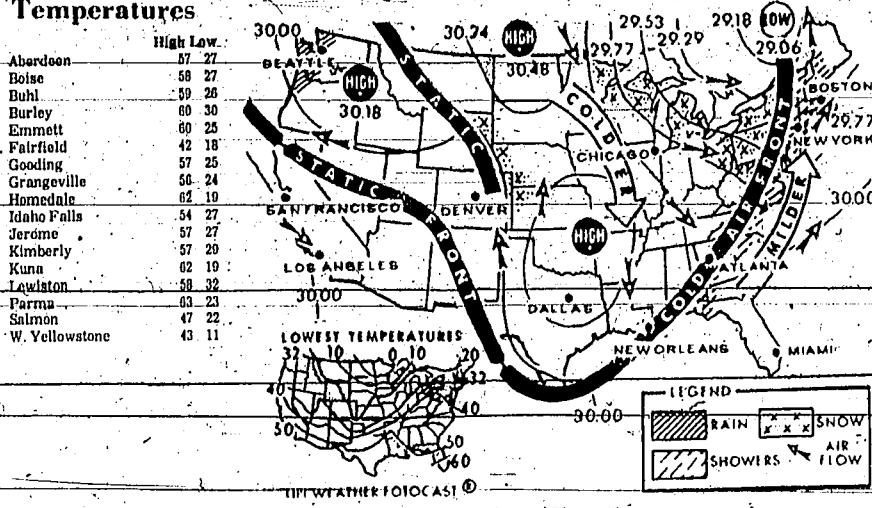 Temperatures
High Low
Aberdeen 57 27
Boise 58 27
Buhl 59 26
Burley 60 30
Emmett 60 25
Fairfield 42 18
Gooding 57 25
Grangeville 56 24
Homedale 62 19
Idaho Falls 54 27
Jerome 57 27
Kimberly 57 29
Kuna 62 19
Lewiston 58 32
Parma 63 23
Salmon 47 22
W. Yellowstone 43 11
30.00
30.24
HIGH
30.48
29.77
29.53
29.29
29.18
LOW
29.06
SEATTLE
HIGH
30.18
STATIC
COLDER
CHICAGO
BOSTON
29.77
NEW YORK
STATIC FRONT
SAN FRANCISCO
DENVER
HIGH
30.00
LOS ANGELES
30.00
DALLAS
COLD AIR FRONT
MILDER
ATLANTA
NEW ORLEANS
MIAMI
30.00
LOWEST TEMPERATURES
32 10 0 10 20
32
40
40
50
50
60
UPI WEATHER FOTOCAST ®
LEGEND
RAIN
SNOW
SHOWERS
AIR FLOW